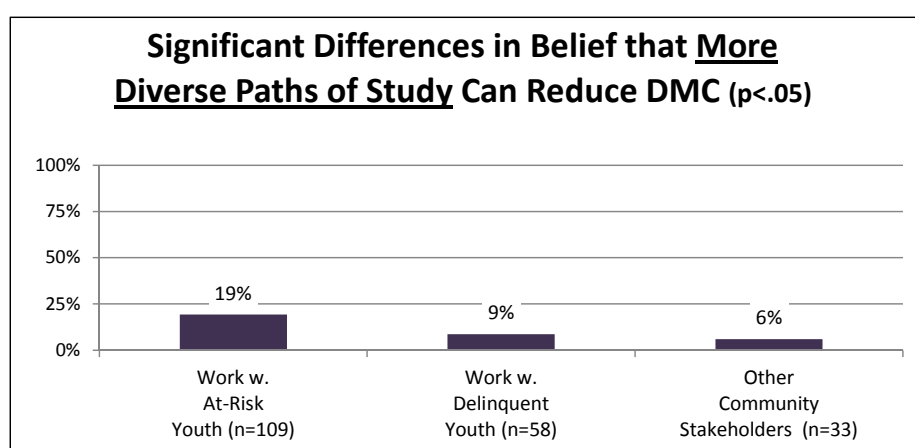 Significant Differences in Belief that More
Diverse Paths of Study Can Reduce DMC (p<.05)
100%
75%
50%
25%
0%
19%
9%
6%
Work w.
At-Risk
Youth (n=109)
Work w.
Delinquent
Youth (n=58)
Other
Community
Stakeholders (n=33)